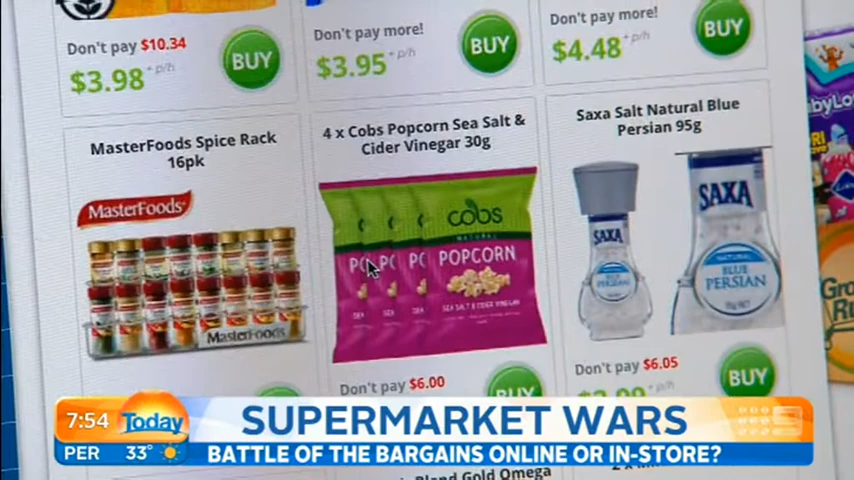 Don't pay $10.34
$3.98 + p/h
BUY
Don't pay more!
$3.95 + p/h
BUY
Don't pay more!
$4.48 + p/h
BUY
MasterFoods Spice Rack
16pk
MasterFoods
MasterFoods
4 x Cobs Popcorn Sea Salt &
Cider Vinegar 30g
cobs
NATURAL
POPCORN
SEA SALT & CIDER VINEGAR
Don't pay $6.00
BUY
Saxa Salt Natural Blue
Persian 95g
SAXA
BLUE
PERSIAN
SAXA
NATURAL
BLUE
PERSIAN
Don't pay $6.05
BUY
7:54 Today
PER 33°
SUPERMARKET WARS
BATTLE OF THE BARGAINS ONLINE OR IN-STORE?
Blend Gold Omega